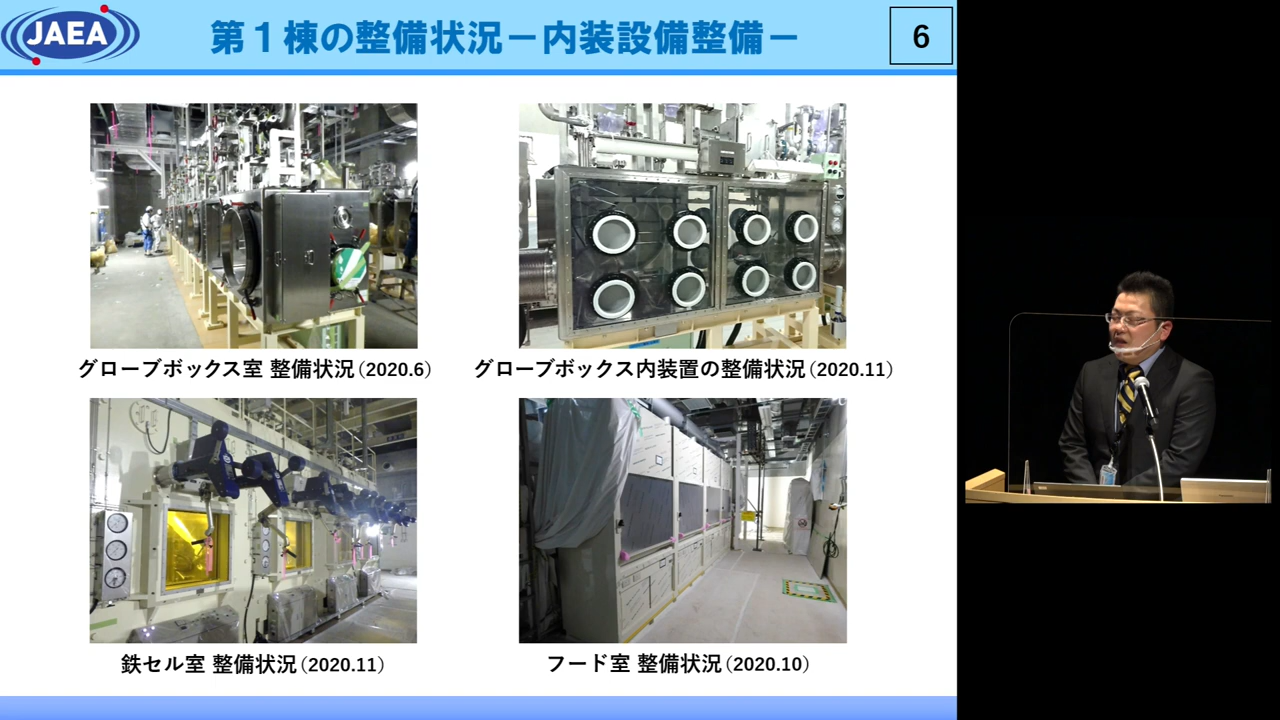 JAEA
第１棟の整備状況－内装設備整備－
6
グローブボックス室 整備状況（2020.6）
グローブボックス内装置の整備状況（2020.11）
鉄セル室 整備状況（2020.11）
フード室 整備状況（2020.10）